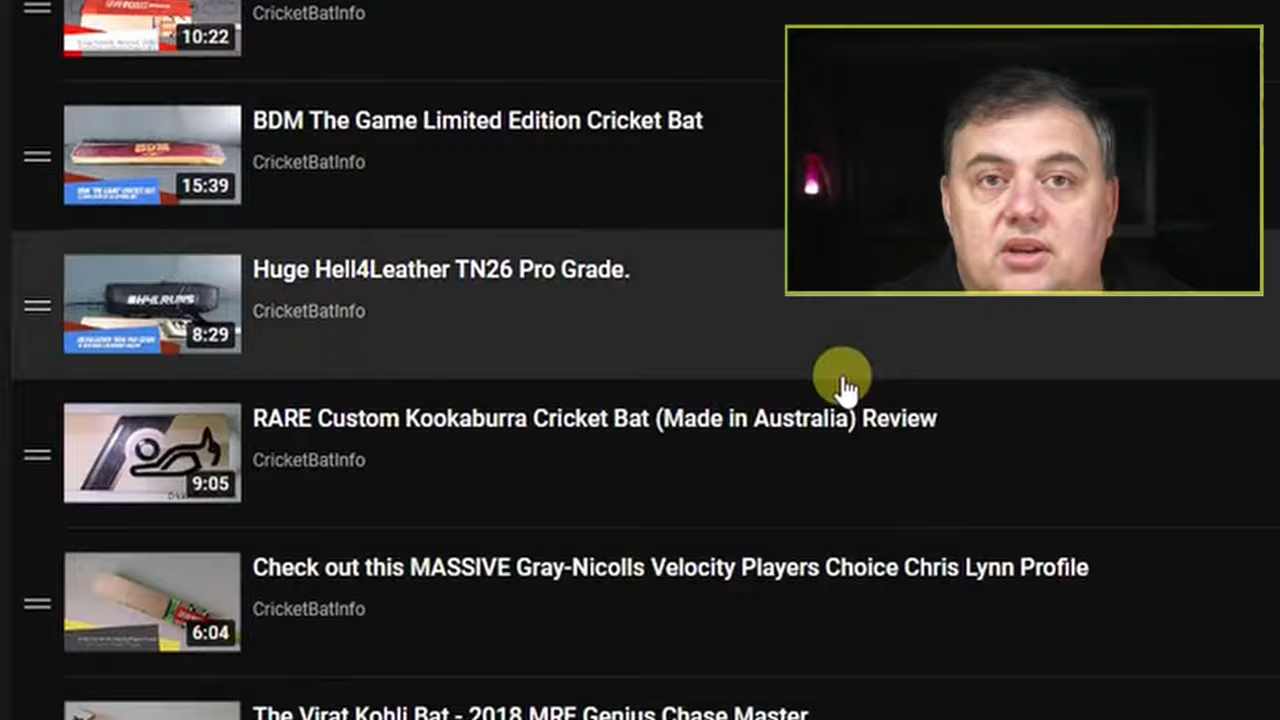 CricketBatInfo
10:22
BDM The Game Limited Edition Cricket Bat
CricketBatInfo
BDM
15:39
Huge Hell4Leather TN26 Pro Grade.
CricketBatInfo
8:29
RARE Custom Kookaburra Cricket Bat (Made in Australia) Review
CricketBatInfo
9:05
Check out this MASSIVE Gray-Nicolls Velocity Players Choice Chris Lynn Profile
CricketBatInfo
6:04
The Virat Kohli Bat - 2018 MRF Genius Chase Master